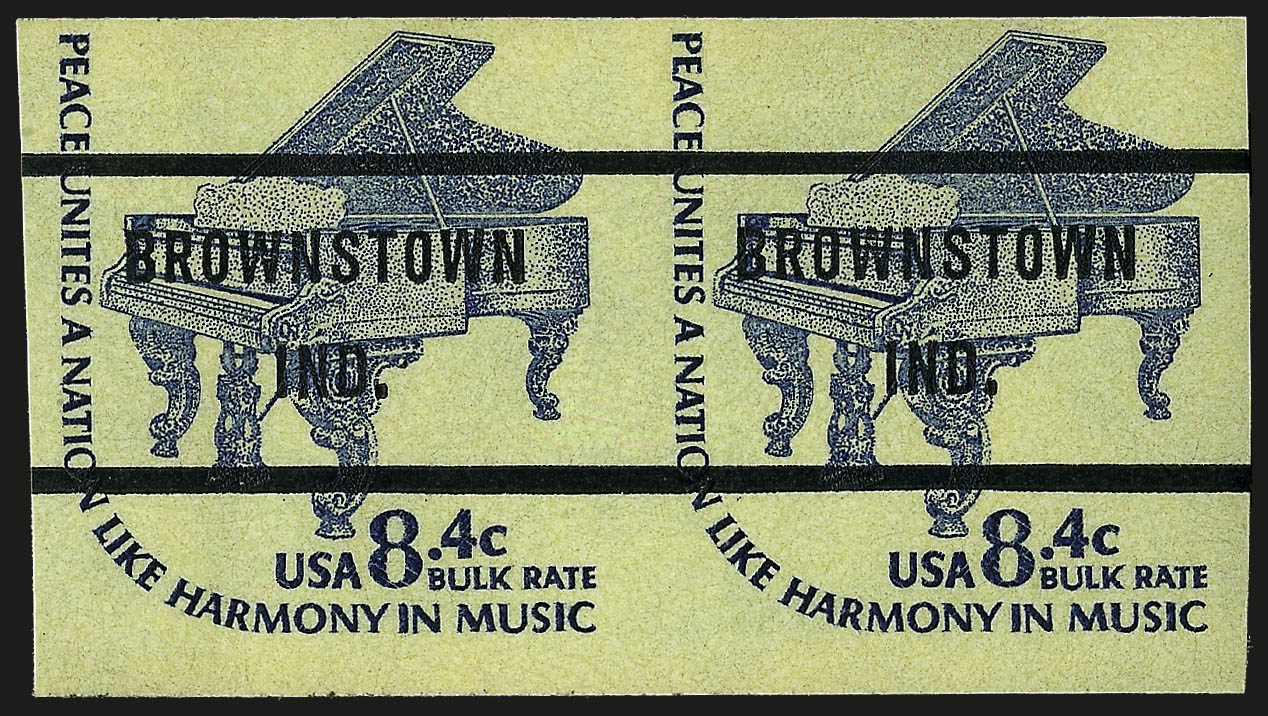 PEACE UNITES A NATION LIKE HARMONY IN MUSIC
BROWNSTOWN
IND.
USA 8.4c
BULK RATE
PEACE UNITES A NATION LIKE HARMONY IN MUSIC
BROWNSTOWN
IND.
USA 8.4c
BULK RATE